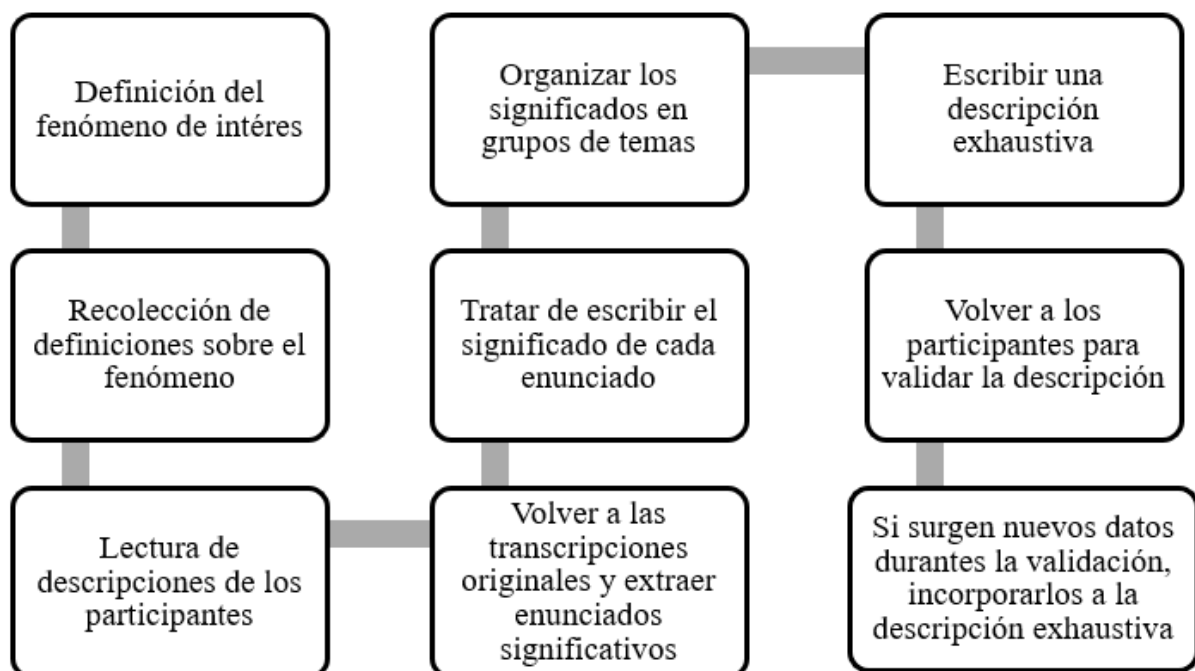 Definición del
fenómeno de intéres
Recolección de
definiciones sobre el
fenómeno
Lectura de
descripciones de los
participantes
Volver a las
transcripciones
originales y extraer
enunciados
significativos
Tratar de escribir el
significado de cada
enunciado
Organizar los
significados en
grupos de temas
Escribir una
descripción
exhaustiva
Volver a los
participantes para
validar la descripción
Si surgen nuevos datos
durantes la validación,
incorporarlos a la
descripción exhaustiva